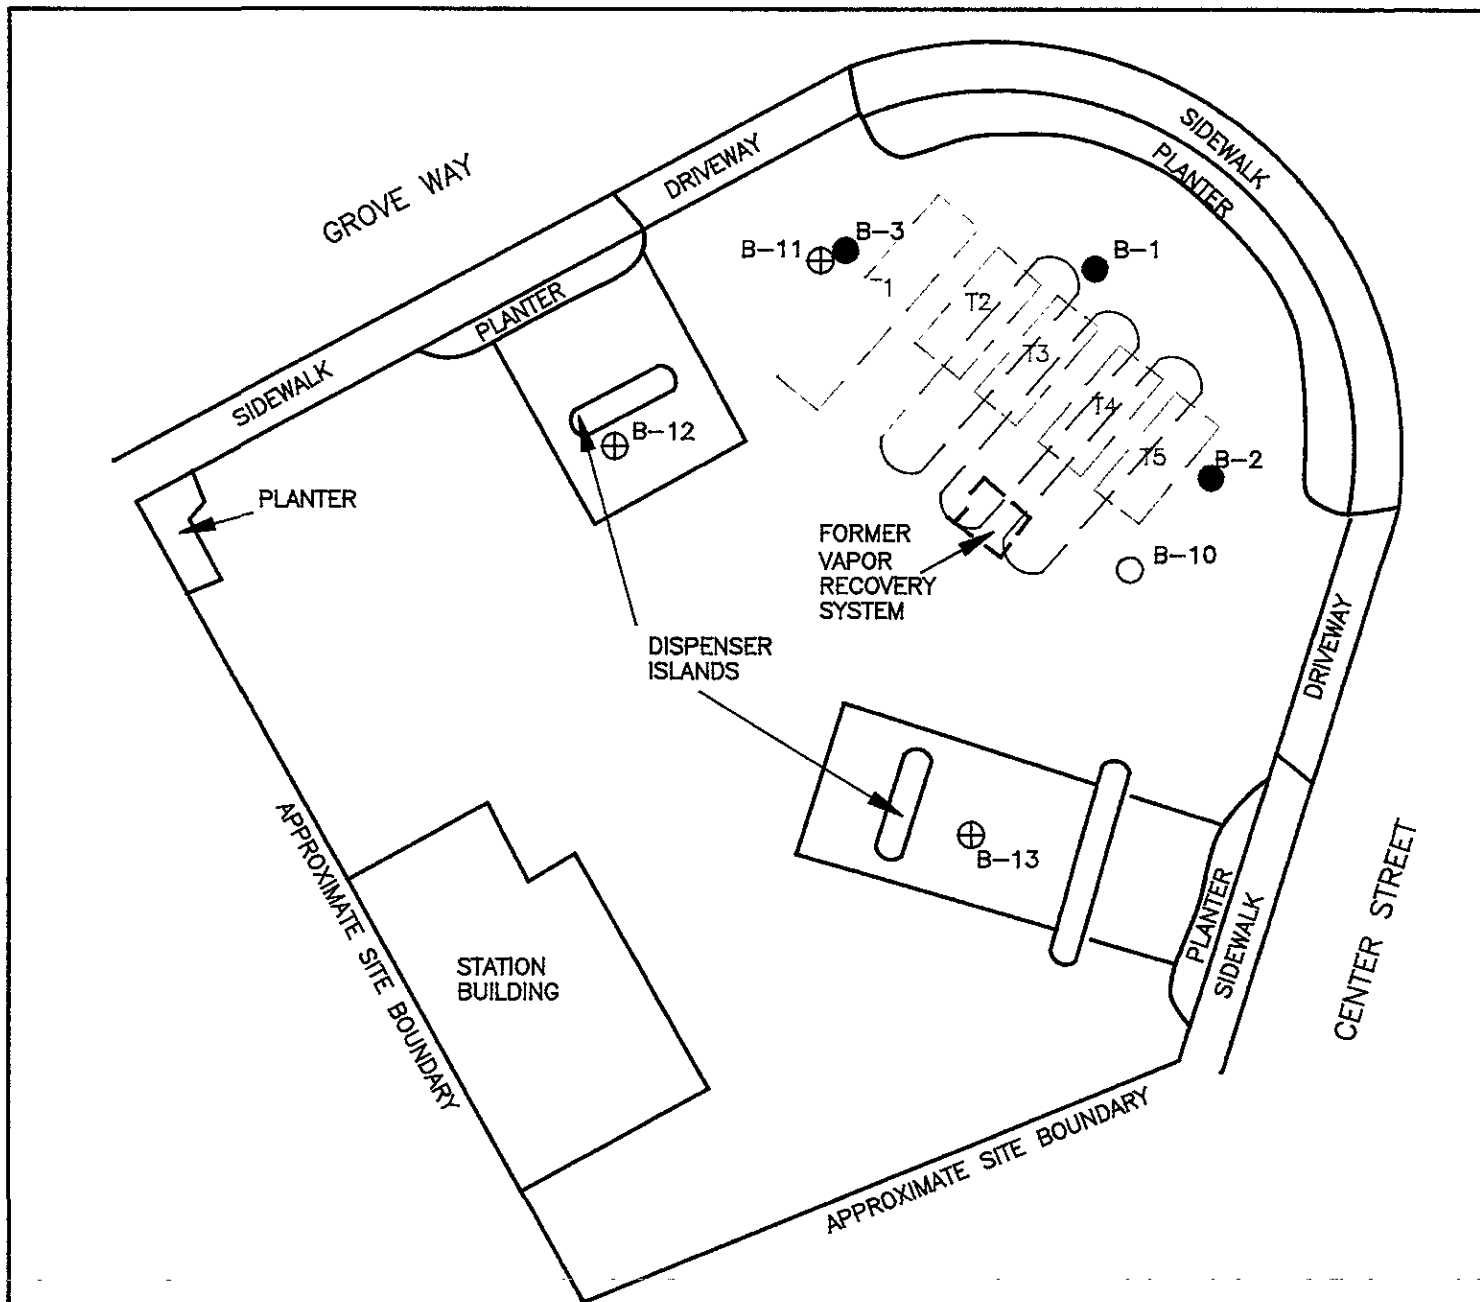 SIDEWALK
PLANTER
GROVE WAY
DRIVEWAY
B-11
B-3
B-1
T1
T2
PLANTER
T3
SIDEWALK
T4
B-12
T5
B-2
PLANTER
FORMER
VAPOR
RECOVERY
SYSTEM
B-10
DISPENSER
ISLANDS
DRIVEWAY
APPROXIMATE SITE BOUNDARY
B-13
CENTER STREET
PLANTER
SIDEWALK
STATION
BUILDING
APPROXIMATE SITE BOUNDARY